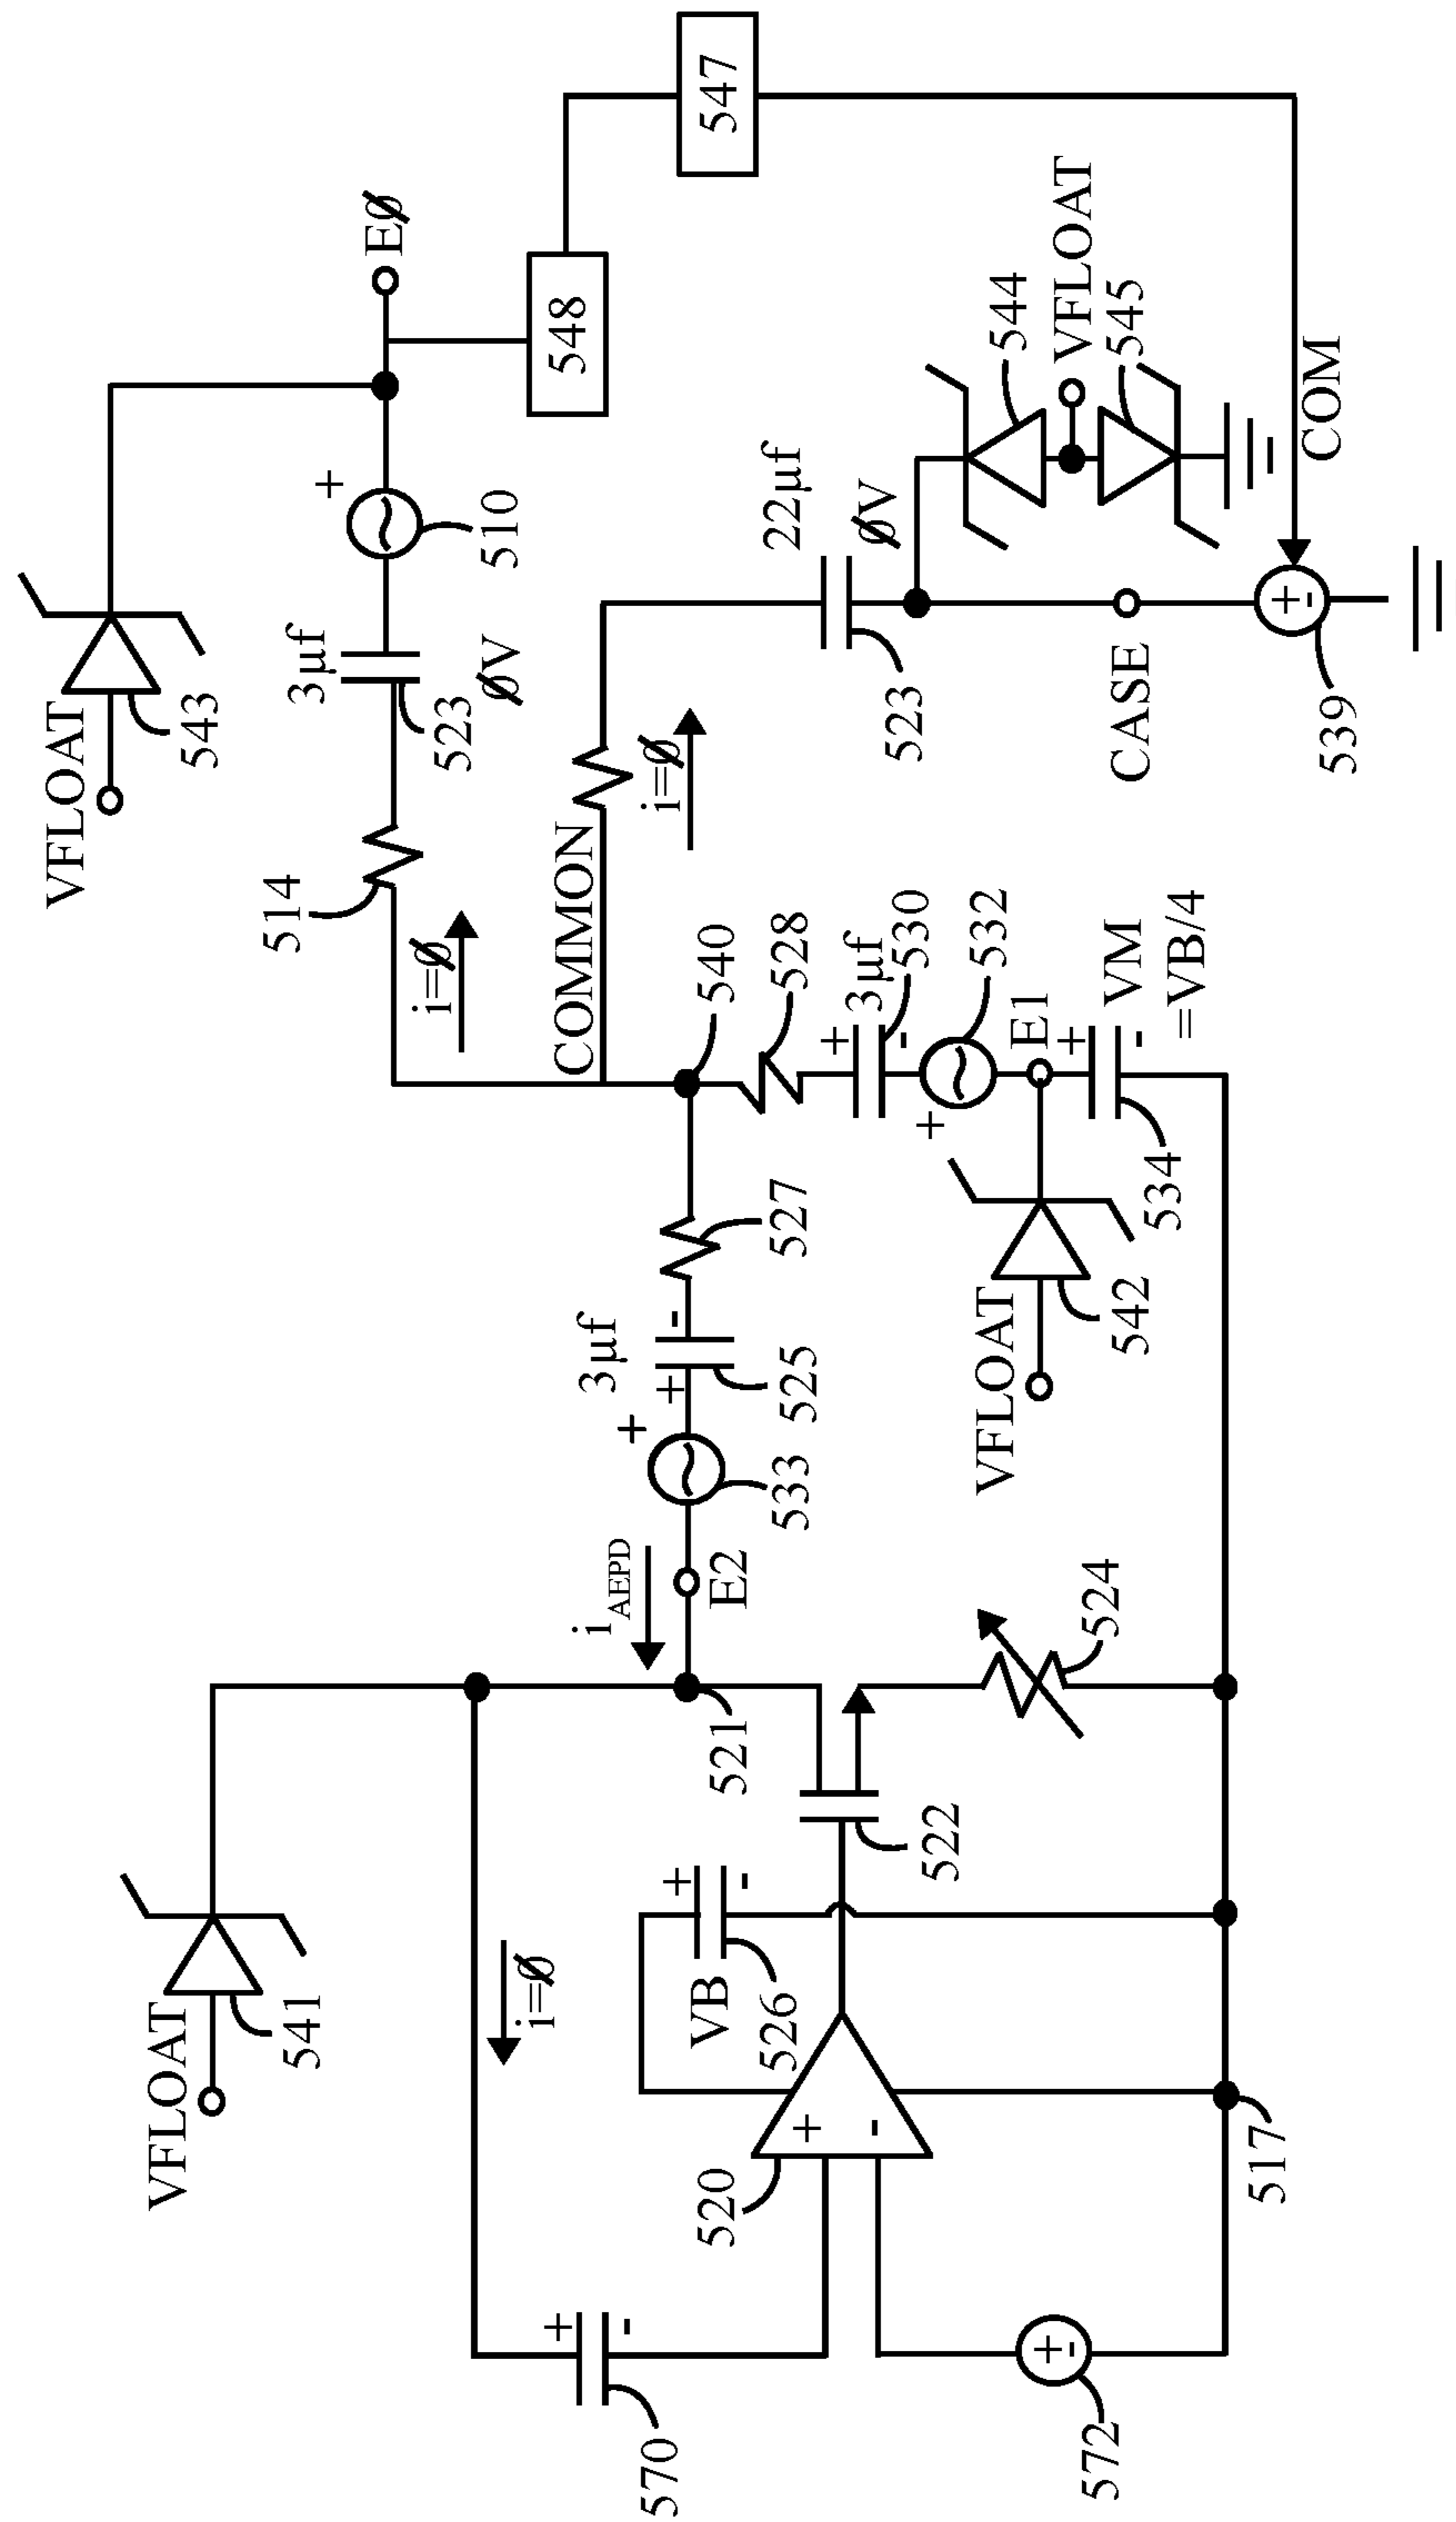 VFLOAT
543
3µf
523
ØV
+
510
EØ
548
547
514
i=Ø
COMMON
i=Ø
22µf
ØV
523
544
VFLOAT
545
CASE
+
-
539
COM
540
528
3µf
+
-
530
532
+
E1
+
-
VM
=VB/4
534
VFLOAT
542
527
3µf
-
+
525
+
533
i AEPD
E2
521
524
522
VFLOAT
541
i=Ø
+
-
VB
526
+
-
520
517
+
-
570
+
-
572